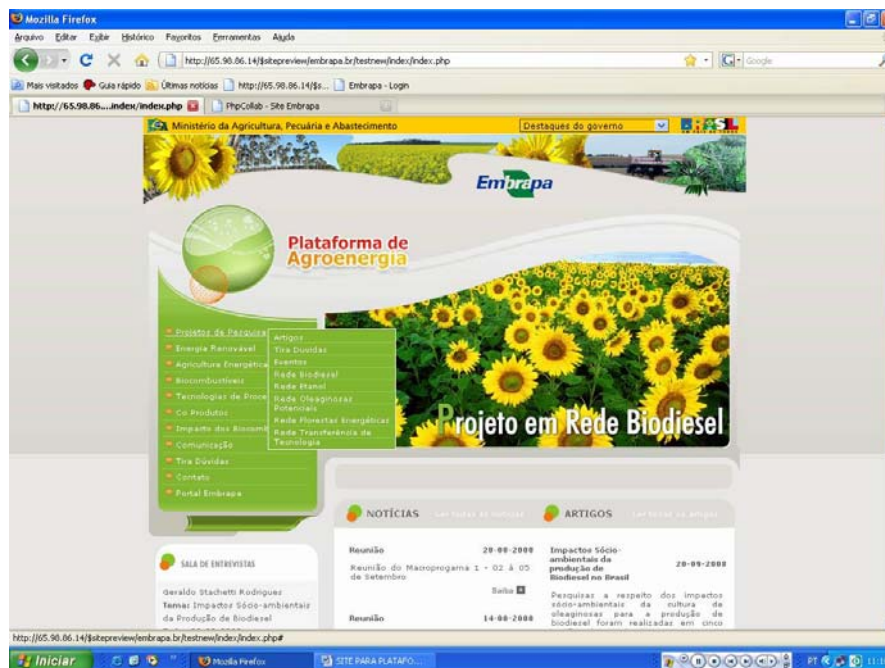 Mozilla Firefox
Arquivo Editar Exibir Histórico Favoritos Ferramentas Ajuda
http://65.98.86.14/$sitepreview/embrapa.br/testnew/index/index.php
Google
Mais visitados Guia rápido Últimas notícias http://65.98.86.14/$s... Embrapa - Login
http://65.98.86....index/index.php PhpCollab - Site Embrapa
Ministério da Agricultura, Pecuária e Abastecimento
Destaques do governo
BRASIL
Embrapa
Plataforma de
Agroenergia
Projetos de Pesquisa
Energia Renovável
Agricultura Energética
Biocombustíveis
Tecnologias de Proce
Co Produtos
Impacto dos Biocomb
Comunicação
Tira Dúvidas
Contato
Portal Embrapa
Artigos
Tira Duvidas
Eventos
Rede Biodiesel
Rede Etanol
Rede Oleaginosas
Potenciais
Rede Florestas Energéticas
Rede Transferência de
Tecnologia
Projeto em Rede Biodiesel
SALA DE ENTREVISTAS
Geraldo Stachetti Rodrigues
Tema: Impactos Sócio-ambientais
da Produção de Biodiesel
NOTÍCIAS
Reunião 28-08-2008
Reunião do Macroprograma 1 - 02 à 05
de Setembro
Saiba
Reunião 14-08-2008
ARTIGOS
Impactos Sócio-
ambientais da
produção de
Biodiesel no Brasil
20-09-2008
Pesquisas a respeito dos impactos
sócio-ambientais da cultura de
oleaginosas para a produção de
biodiesel foram realizadas em cinco
http://65.98.86.14/$sitepreview/embrapa.br/testnew/index/index.php#
Iniciar
Mozilla Firefox
SITE PARA PLATAFO...
PT